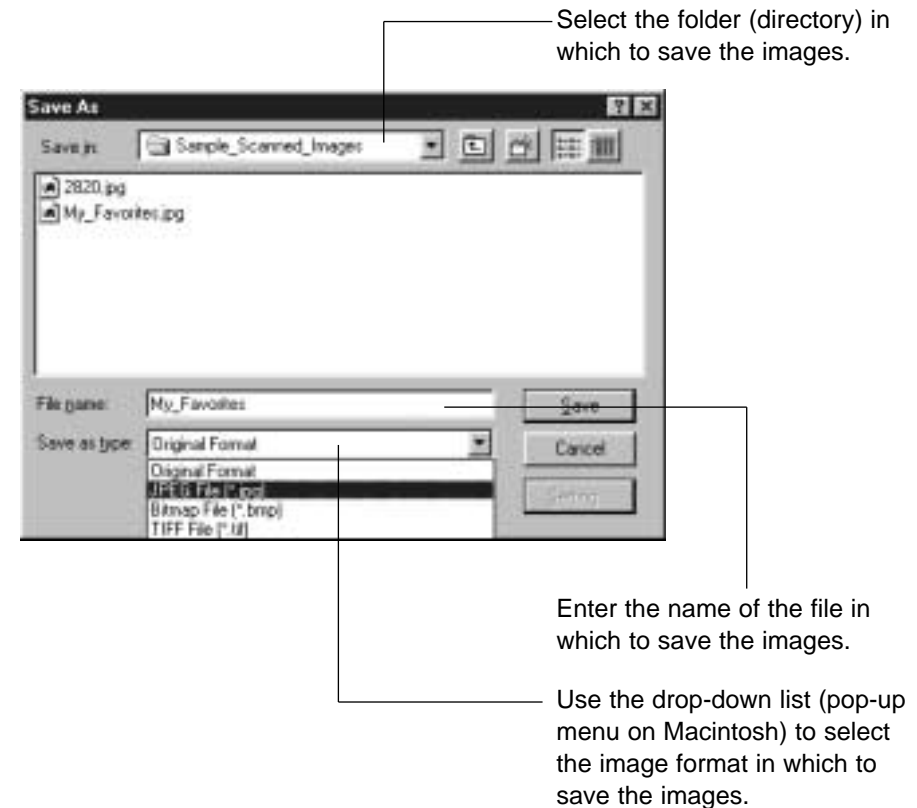 Select the folder (directory) in
which to save the images.
Save As
Save in:
Sample_Scanned_Images
2820.jpg
My_Favorites.jpg
File name:
My_Favorites
Save
Save as type:
Original Format
Cancel
Original Format
JPEG File (*.jpg)
Bitmap File (*.bmp)
TIFF File (*.tif)
Enter the name of the file in
which to save the images.
Use the drop-down list (pop-up
menu on Macintosh) to select
the image format in which to
save the images.